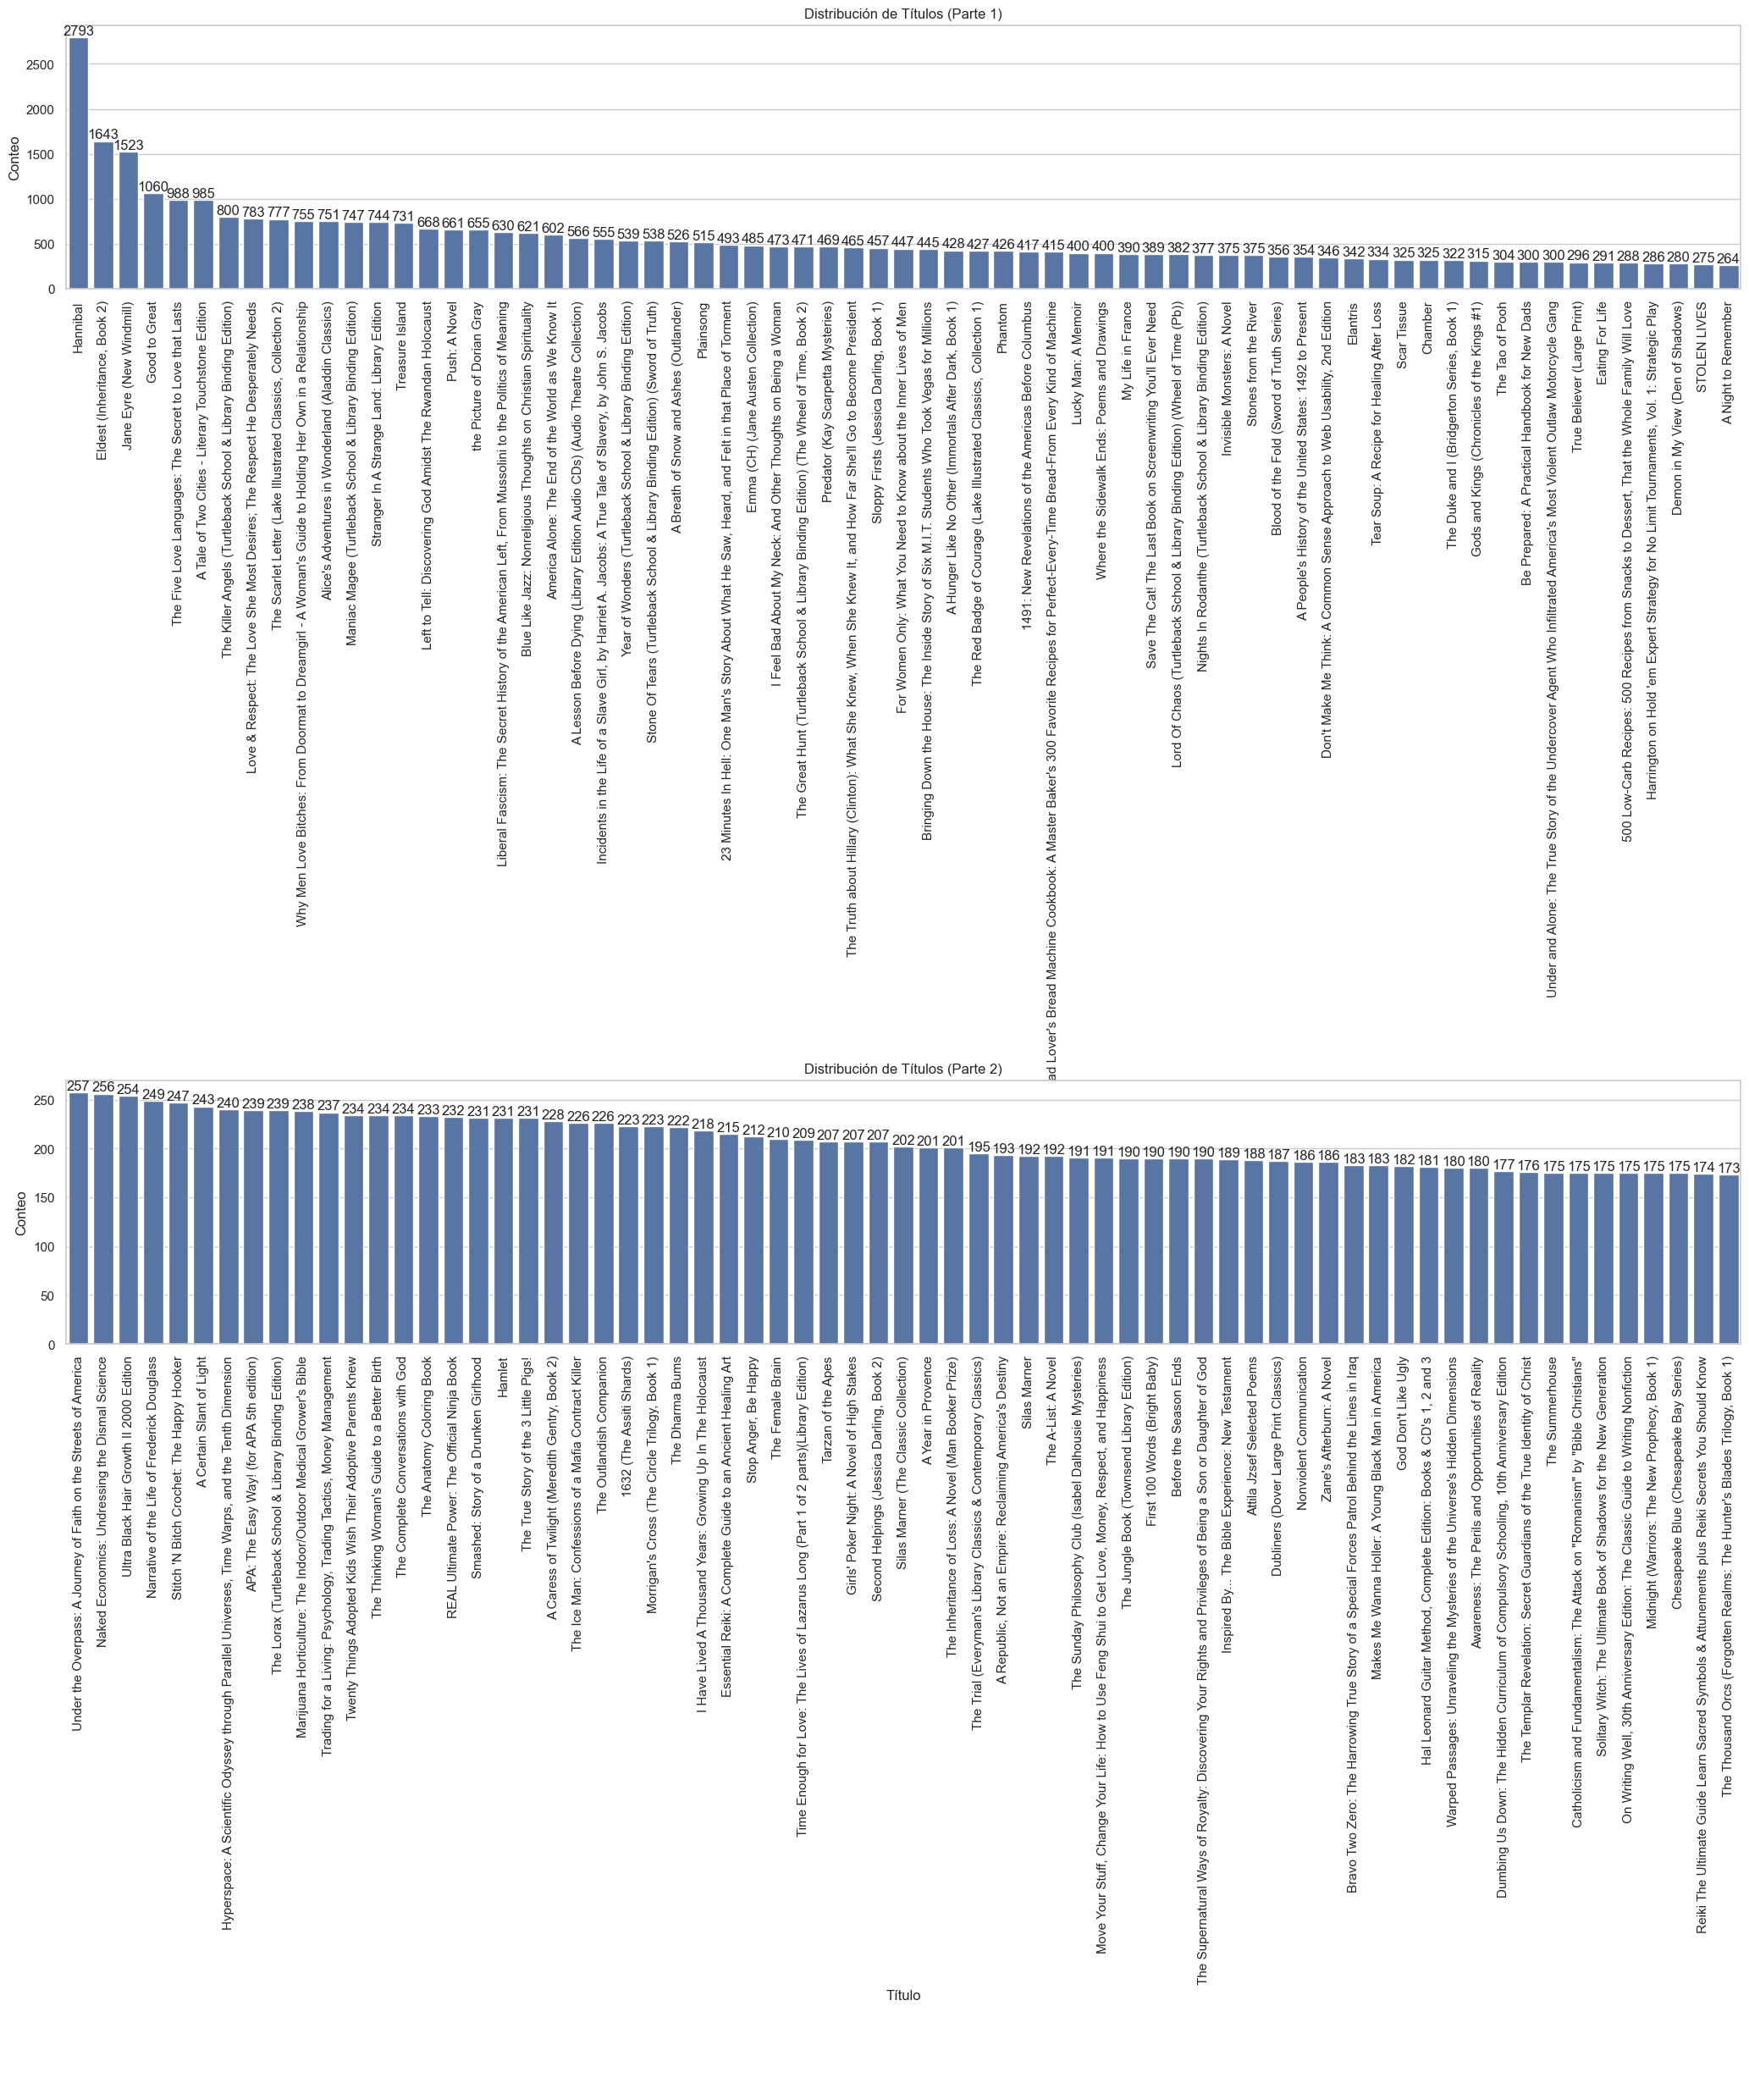 Distribución de Títulos (Parte 1)
Conteo
2500
2000
1500
1000
500
0
2793
1643
1523
1060
988
985
800
783
777
755
751
747
744
731
668
661
655
630
621
602
566
555
539
538
526
515
493
485
473
471
469
465
457
447
445
428
427
426
417
415
400
400
390
389
382
377
375
375
356
354
346
342
334
325
325
322
315
304
300
300
296
291
288
286
280
275
264
Hannibal
Eldest (Inheritance, Book 2)
Jane Eyre (New Windmill)
Good to Great
The Five Love Languages: The Secret to Love that Lasts
A Tale of Two Cities - Literary Touchstone Edition
The Killer Angels (Turtleback School & Library Binding Edition)
Love & Respect: The Love She Most Desires; The Respect He Desperately Needs
The Scarlet Letter (Lake Illustrated Classics, Collection 2)
Why Men Love Bitches: From Doormat to Dreamgirl - A Woman's Guide to Holding Her Own in a Relationship
Alice's Adventures in Wonderland (Aladdin Classics)
Maniac Magee (Turtleback School & Library Binding Edition)
Stranger In A Strange Land: Library Edition
Treasure Island
Left to Tell: Discovering God Amidst The Rwandan Holocaust
Push: A Novel
the Picture of Dorian Gray
Liberal Fascism: The Secret History of the American Left, From Mussolini to the Politics of Meaning
Blue Like Jazz: Nonreligious Thoughts on Christian Spirituality
America Alone: The End of the World as We Know It
A Lesson Before Dying (Library Edition Audio CDs) (Audio Theatre Collection)
Incidents in the Life of a Slave Girl, by Harriet A. Jacobs: A True Tale of Slavery, by John S. Jacobs
Year of Wonders (Turtleback School & Library Binding Edition)
Stone Of Tears (Turtleback School & Library Binding Edition) (Sword of Truth)
A Breath of Snow and Ashes (Outlander)
Plainsong
23 Minutes In Hell: One Man's Story About What He Saw, Heard, and Felt in that Place of Torment
Emma (CH) (Jane Austen Collection)
I Feel Bad About My Neck: And Other Thoughts on Being a Woman
The Great Hunt (Turtleback School & Library Binding Edition) (The Wheel of Time, Book 2)
Predator (Kay Scarpetta Mysteries)
The Truth about Hillary (Clinton): What She Knew, When She Knew It, and How Far She'll Go to Become President
Sloppy Firsts (Jessica Darling, Book 1)
For Women Only: What You Need to Know about the Inner Lives of Men
Bringing Down the House: The Inside Story of Six M.I.T. Students Who Took Vegas for Millions
A Hunger Like No Other (Immortals After Dark, Book 1)
The Red Badge of Courage (Lake Illustrated Classics, Collection 1)
Phantom
1491: New Revelations of the Americas Before Columbus
ad Lover's Bread Machine Cookbook: A Master Baker's 300 Favorite Recipes for Perfect-Every-Time Bread-From Every Kind of Machine
Lucky Man: A Memoir
Where the Sidewalk Ends: Poems and Drawings
My Life in France
Save The Cat! The Last Book on Screenwriting You'll Ever Need
Lord Of Chaos (Turtleback School & Library Binding Edition) (Wheel of Time (Pb))
Nights In Rodanthe (Turtleback School & Library Binding Edition)
Invisible Monsters: A Novel
Stones from the River
Blood of the Fold (Sword of Truth Series)
A People's History of the United States: 1492 to Present
Don't Make Me Think: A Common Sense Approach to Web Usability, 2nd Edition
Elantris
Tear Soup: A Recipe for Healing After Loss
Scar Tissue
Chamber
The Duke and I (Bridgerton Series, Book 1)
Gods and Kings (Chronicles of the Kings #1)
The Tao of Pooh
Be Prepared: A Practical Handbook for New Dads
Under and Alone: The True Story of the Undercover Agent Who Infiltrated America's Most Violent Outlaw Motorcycle Gang
True Believer (Large Print)
Eating For Life
500 Low-Carb Recipes: 500 Recipes from Snacks to Dessert, That the Whole Family Will Love
Harrington on Hold 'em Expert Strategy for No Limit Tournaments, Vol. 1: Strategic Play
Demon in My View (Den of Shadows)
STOLEN LIVES
A Night to Remember
Distribución de Títulos (Parte 2)
Conteo
250
200
150
100
50
0
257
256
254
249
247
243
240
239
239
238
237
234
234
234
233
232
231
231
231
228
226
226
223
223
222
218
215
212
210
209
207
207
207
202
201
201
195
193
192
192
191
191
190
190
190
190
189
188
187
186
186
183
183
182
181
180
180
177
176
175
175
175
175
175
175
174
173
Under the Overpass: A Journey of Faith on the Streets of America
Naked Economics: Undressing the Dismal Science
Ultra Black Hair Growth II 2000 Edition
Narrative of the Life of Frederick Douglass
Stitch 'N Bitch Crochet: The Happy Hooker
A Certain Slant of Light
Hyperspace: A Scientific Odyssey through Parallel Universes, Time Warps, and the Tenth Dimension
APA: The Easy Way! (for APA 5th edition)
The Lorax (Turtleback School & Library Binding Edition)
Marijuana Horticulture: The Indoor/Outdoor Medical Grower's Bible
Trading for a Living: Psychology, Trading Tactics, Money Management
Twenty Things Adopted Kids Wish Their Adoptive Parents Knew
The Thinking Woman's Guide to a Better Birth
The Complete Conversations with God
The Anatomy Coloring Book
REAL Ultimate Power: The Official Ninja Book
Smashed: Story of a Drunken Girlhood
Hamlet
The True Story of the 3 Little Pigs!
A Caress of Twilight (Meredith Gentry, Book 2)
The Ice Man: Confessions of a Mafia Contract Killer
The Outlandish Companion
1632 (The Assiti Shards)
Morrigan's Cross (The Circle Trilogy, Book 1)
The Dharma Bums
I Have Lived A Thousand Years: Growing Up In The Holocaust
Essential Reiki: A Complete Guide to an Ancient Healing Art
Stop Anger, Be Happy
The Female Brain
Time Enough for Love: The Lives of Lazarus Long (Part 1 of 2 parts)(Library Edition)
Tarzan of the Apes
Girls' Poker Night: A Novel of High Stakes
Second Helpings (Jessica Darling, Book 2)
Silas Marner (The Classic Collection)
A Year in Provence
The Inheritance of Loss: A Novel (Man Booker Prize)
The Trial (Everyman's Library Classics & Contemporary Classics)
A Republic, Not an Empire: Reclaiming America's Destiny
Silas Marner
The A-List: A Novel
The Sunday Philosophy Club (Isabel Dalhousie Mysteries)
Move Your Stuff, Change Your Life: How to Use Feng Shui to Get Love, Money, Respect, and Happiness
The Jungle Book (Townsend Library Edition)
First 100 Words (Bright Baby)
Before the Season Ends
The Supernatural Ways of Royalty: Discovering Your Rights and Privileges of Being a Son or Daughter of God
Inspired By... The Bible Experience: New Testament
Attila Jzsef Selected Poems
Dubliners (Dover Large Print Classics)
Nonviolent Communication
Zane's Afterburn: A Novel
Bravo Two Zero: The Harrowing True Story of a Special Forces Patrol Behind the Lines in Iraq
Makes Me Wanna Holler: A Young Black Man in America
God Don't Like Ugly
Hal Leonard Guitar Method, Complete Edition: Books & CD's 1, 2 and 3
Warped Passages: Unraveling the Mysteries of the Universe's Hidden Dimensions
Awareness: The Perils and Opportunities of Reality
Dumbing Us Down: The Hidden Curriculum of Compulsory Schooling, 10th Anniversary Edition
The Templar Revelation: Secret Guardians of the True Identity of Christ
The Summerhouse
Catholicism and Fundamentalism: The Attack on "Romanism" by "Bible Christians"
Solitary Witch: The Ultimate Book of Shadows for the New Generation
On Writing Well, 30th Anniversary Edition: The Classic Guide to Writing Nonfiction
Midnight (Warriors: The New Prophecy, Book 1)
Chesapeake Blue (Chesapeake Bay Series)
Reiki The Ultimate Guide Learn Sacred Symbols & Attunements plus Reiki Secrets You Should Know
The Thousand Orcs (Forgotten Realms: The Hunter's Blades Trilogy, Book 1)
Título